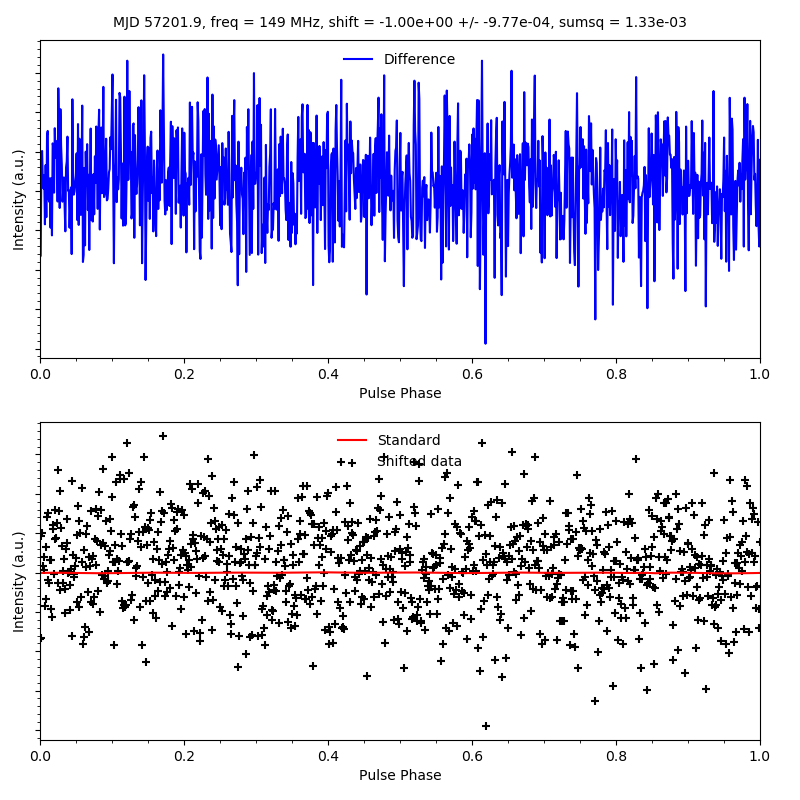 MJD 57201.9, freq = 149 MHz, shift = -1.00e+00 +/- -9.77e-04, sumsq = 1.33e-03
Difference
Intensity (a.u.)
0.0 0.2 0.4 0.6 0.8 1.0
Pulse Phase
Standard
Shifted data
Intensity (a.u.)
0.0 0.2 0.4 0.6 0.8 1.0
Pulse Phase